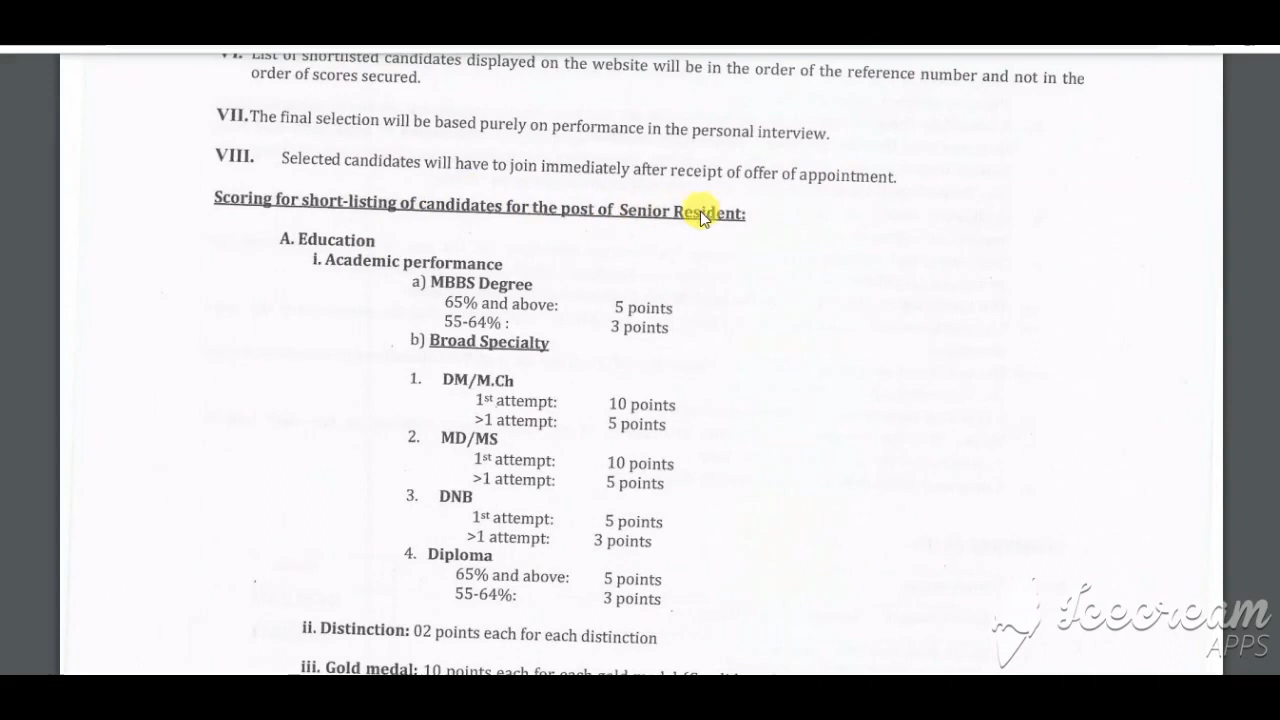 VI. List of shortlisted candidates displayed on the website will be in the order of the reference number and not in the
order of scores secured.
VII. The final selection will be based purely on performance in the personal interview.
VIII. Selected candidates will have to join immediately after receipt of offer of appointment.
Scoring for short-listing of candidates for the post of Senior Resident:
A. Education
i. Academic performance
a) MBBS Degree
65% and above: 5 points
55-64% : 3 points
b) Broad Specialty
1. DM/M.Ch
1st attempt: 10 points
>1 attempt: 5 points
2. MD/MS
1st attempt: 10 points
>1 attempt: 5 points
3. DNB
1st attempt: 5 points
>1 attempt: 3 points
4. Diploma
65% and above: 5 points
55-64%: 3 points
ii. Distinction: 02 points each for each distinction
iii. Gold medal: 10 points each for each gold medal
Icecream
APPS